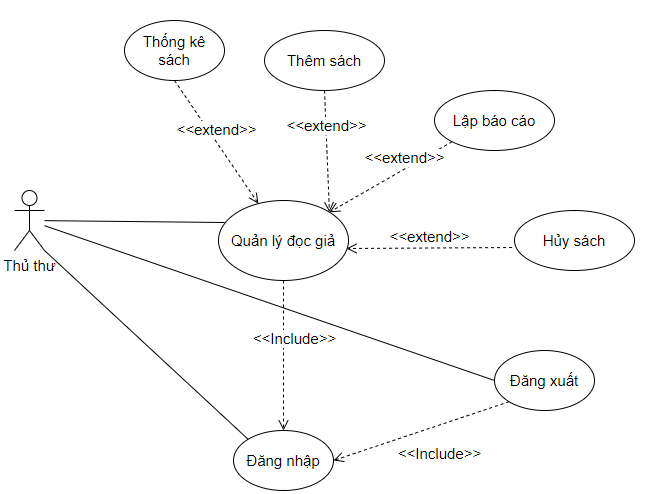 Thống kê
sách
Thêm sách
Lập báo cáo
<<extend>>
<<extend>>
<<extend>>
Quản lý đọc giả
<<extend>>
Hủy sách
Thủ thư
<<Include>>
Đăng xuất
Đăng nhập
<<Include>>